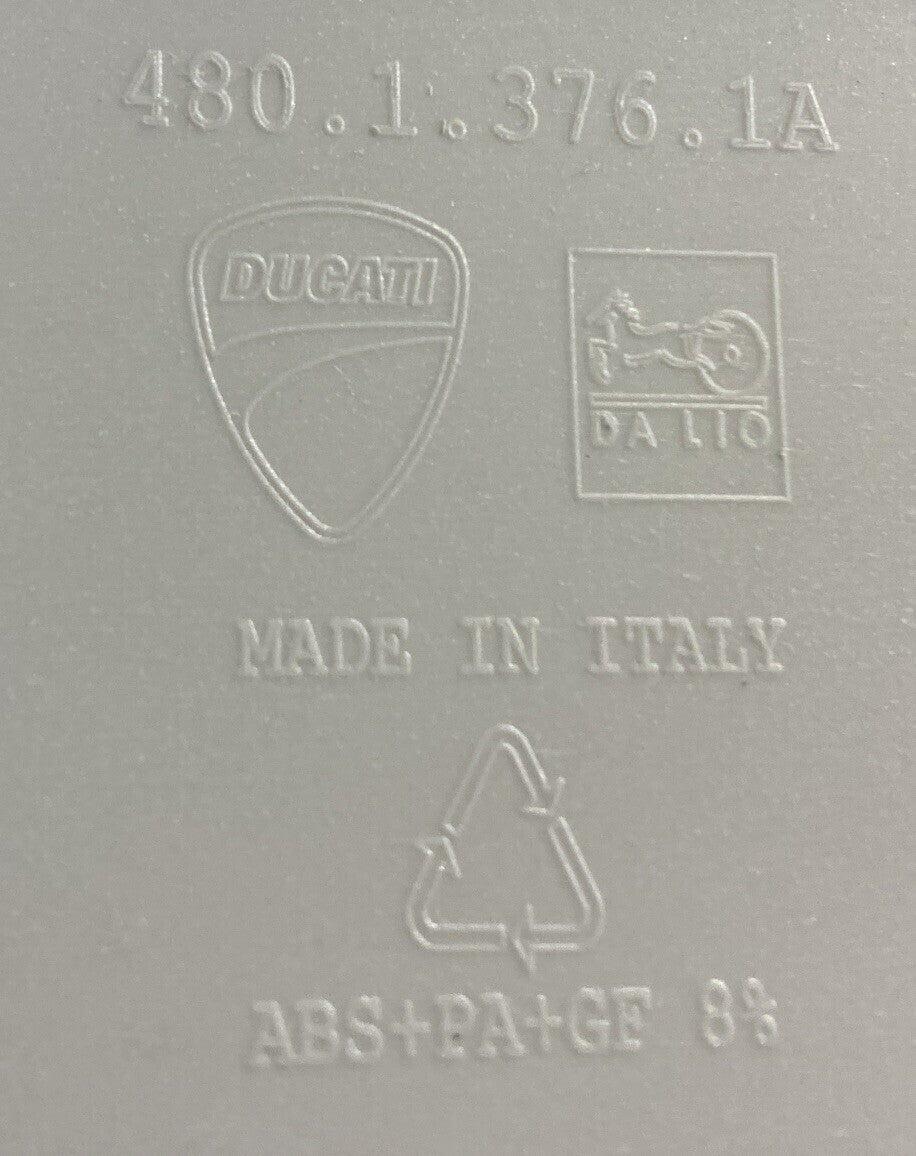 480.1.376.1A
DUCATI
DA LIO
MADE IN ITALY
ABS+PA+GF 8%